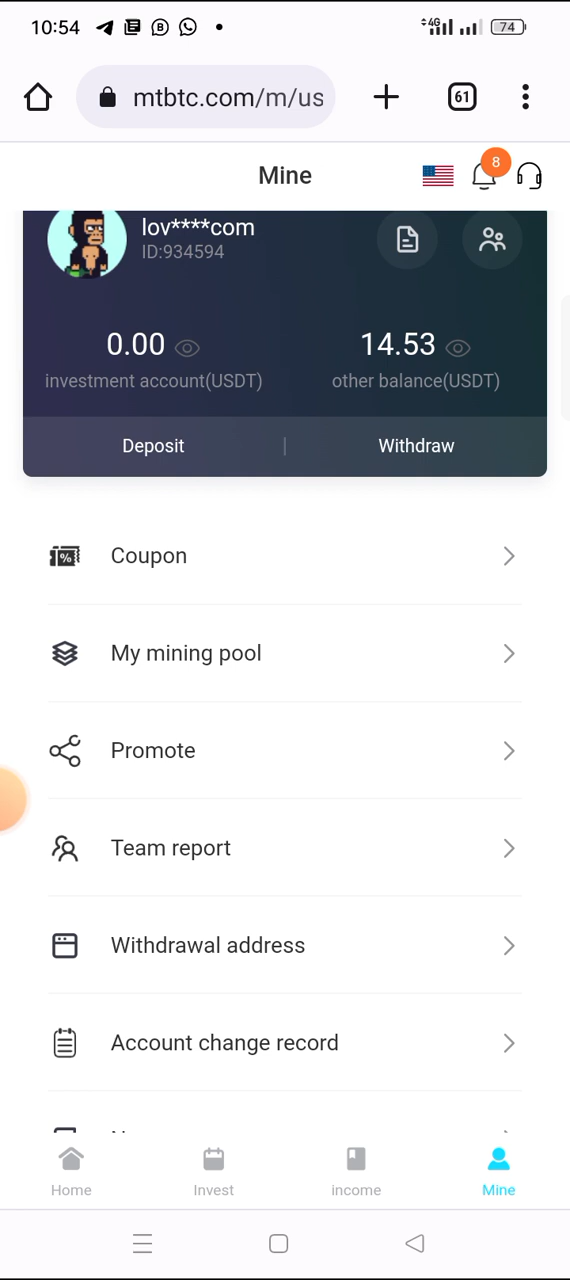 10:54
4G
74
mtbtc.com/m/us
61
Mine
8
lov****com
ID:934594
0.00
14.53
investment account(USDT)
other balance(USDT)
Deposit | Withdraw
Coupon
My mining pool
Promote
Team report
Withdrawal address
Account change record
Home
Invest
income
Mine